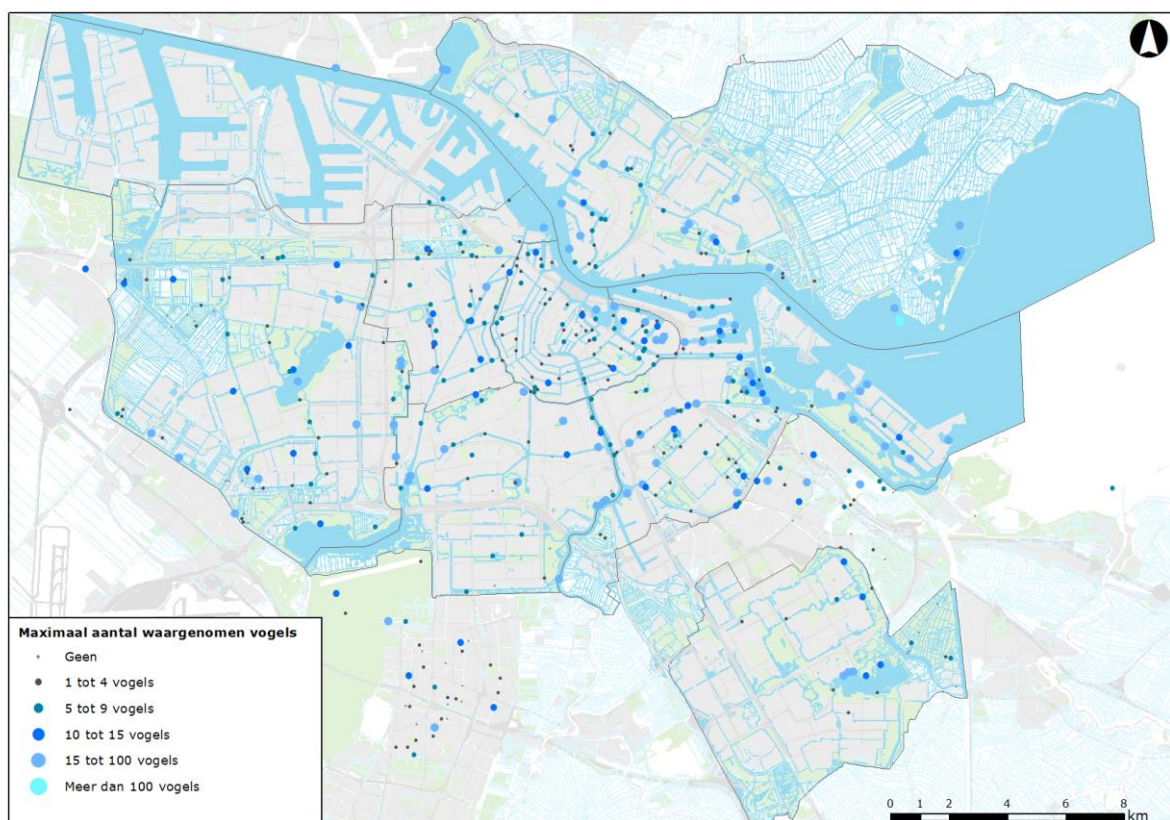 Maximaal aantal waargenomen vogels
Geen
1 tot 4 vogels
5 tot 9 vogels
10 tot 15 vogels
15 tot 100 vogels
Meer dan 100 vogels
0 1 2 4 6 8
km